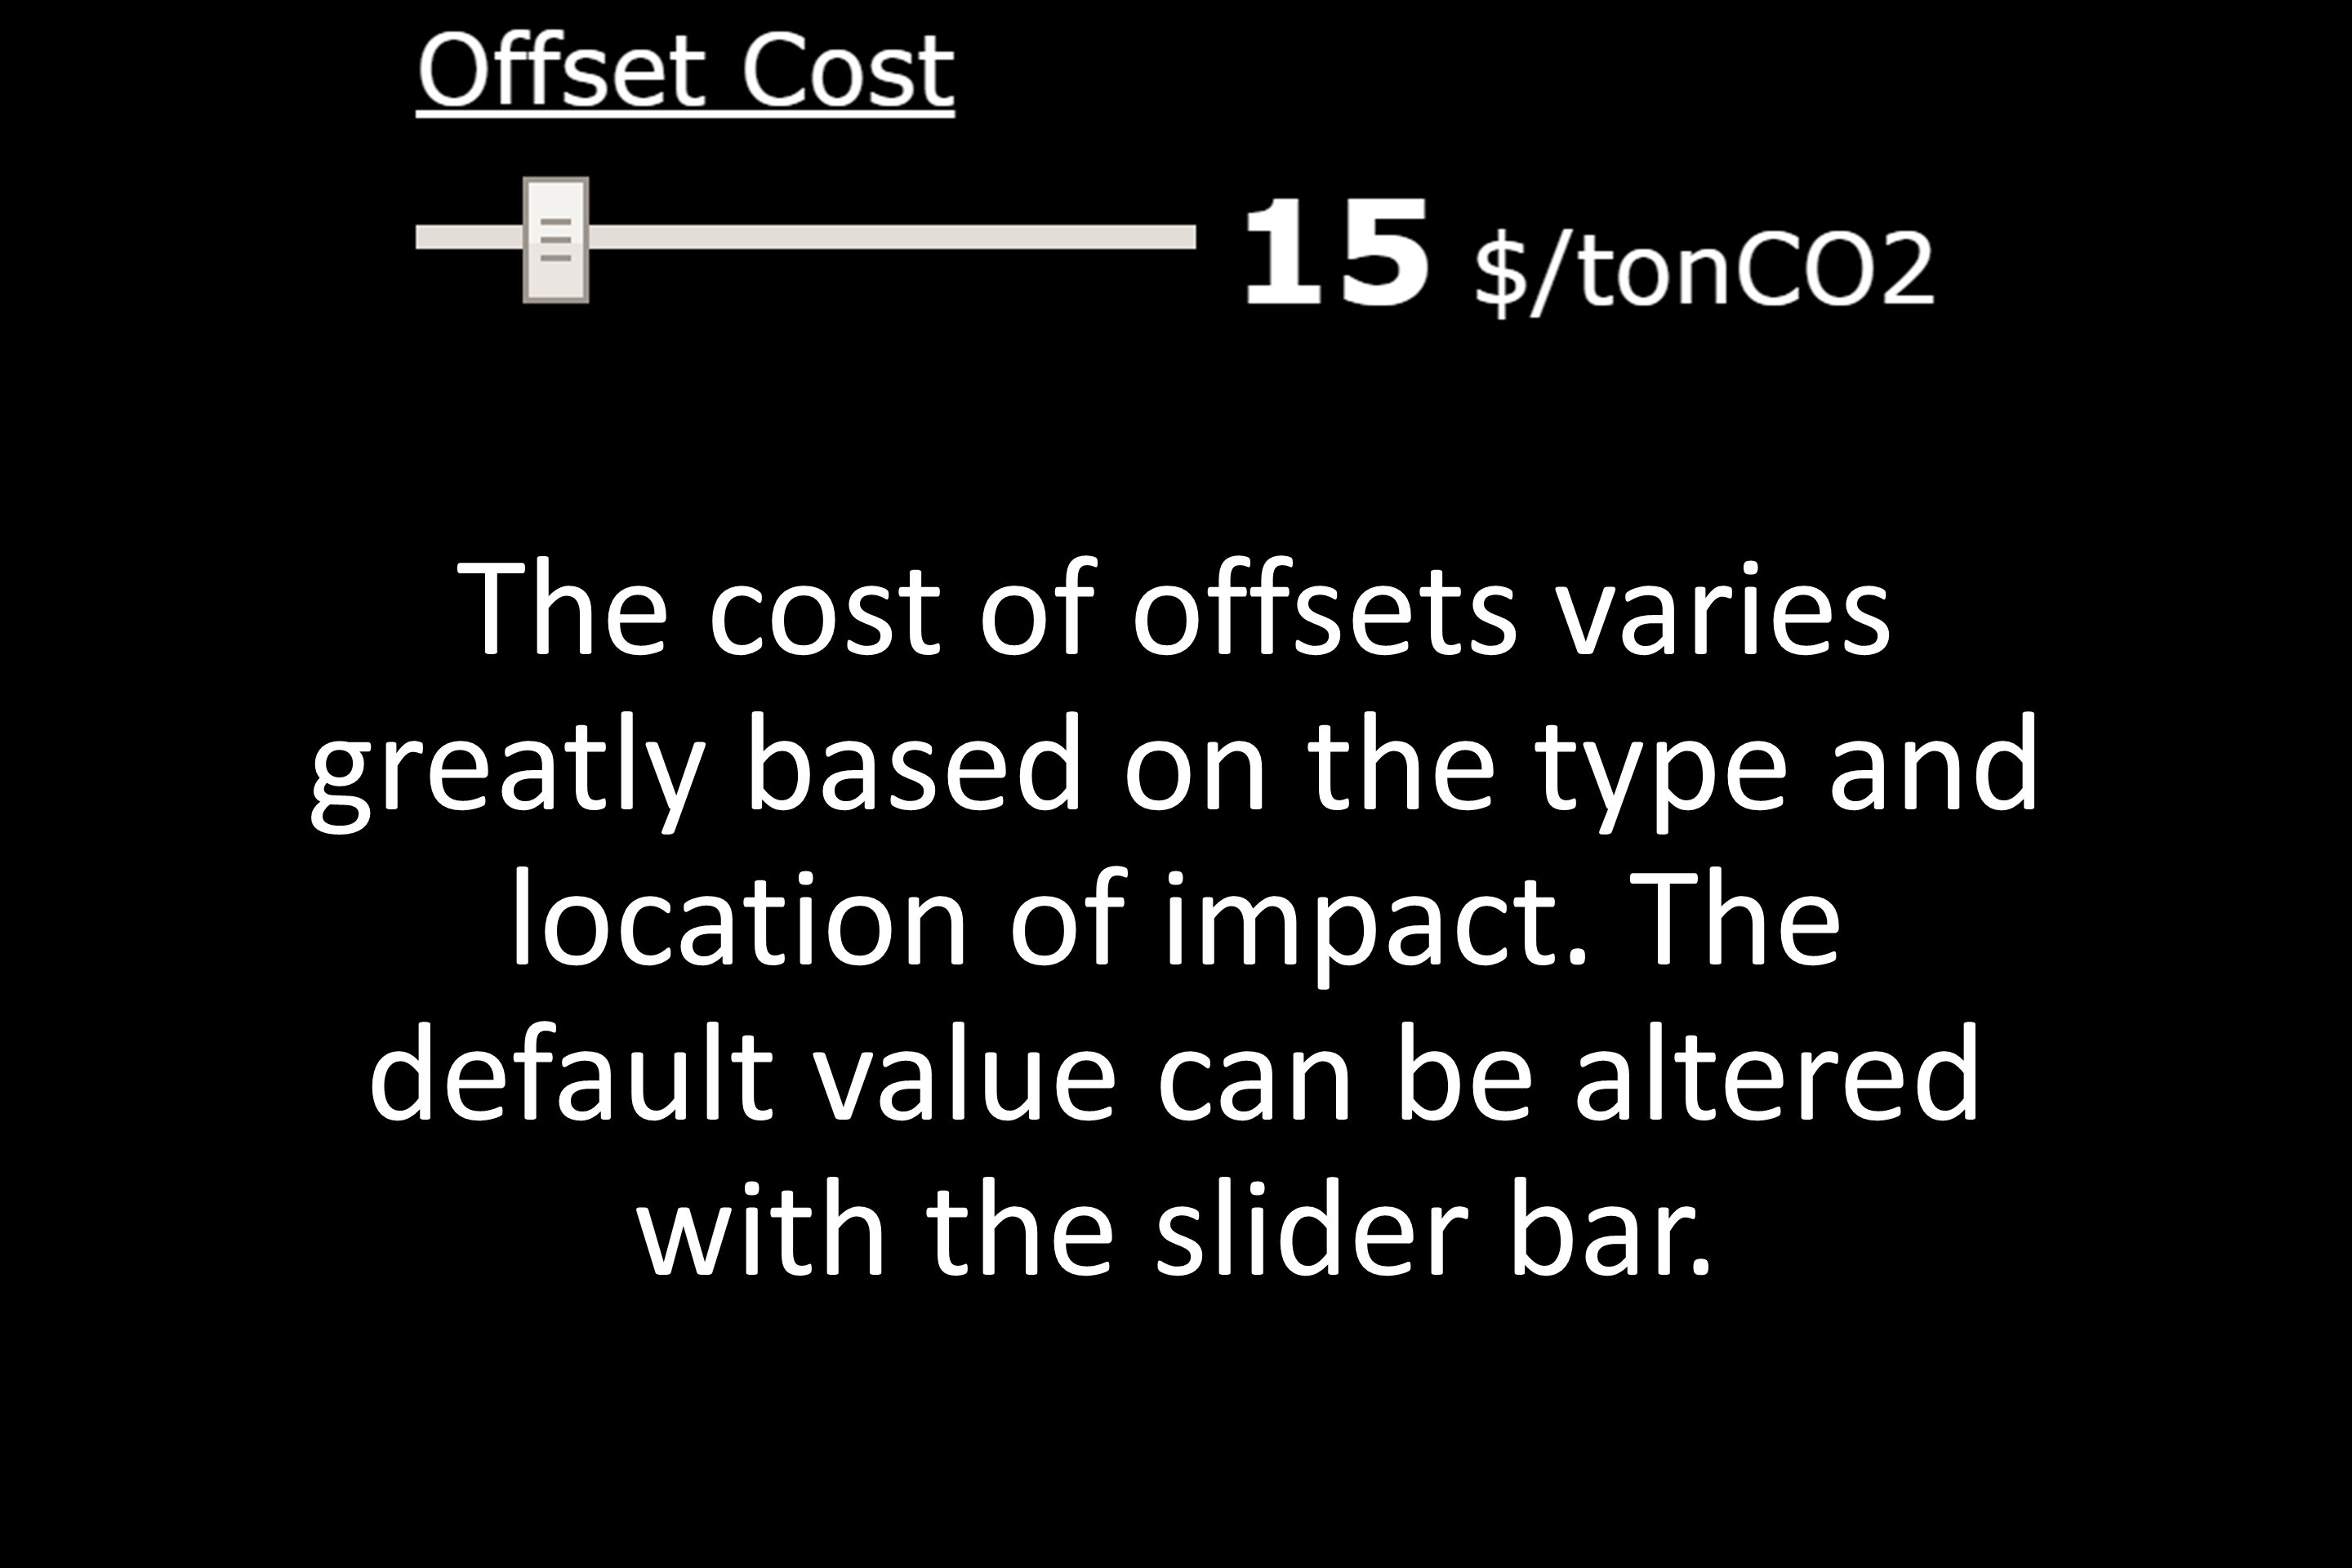 Offset Cost
15 $/tonCO2
The cost of offsets varies
greatly based on the type and
location of impact. The
default value can be altered
with the slider bar.